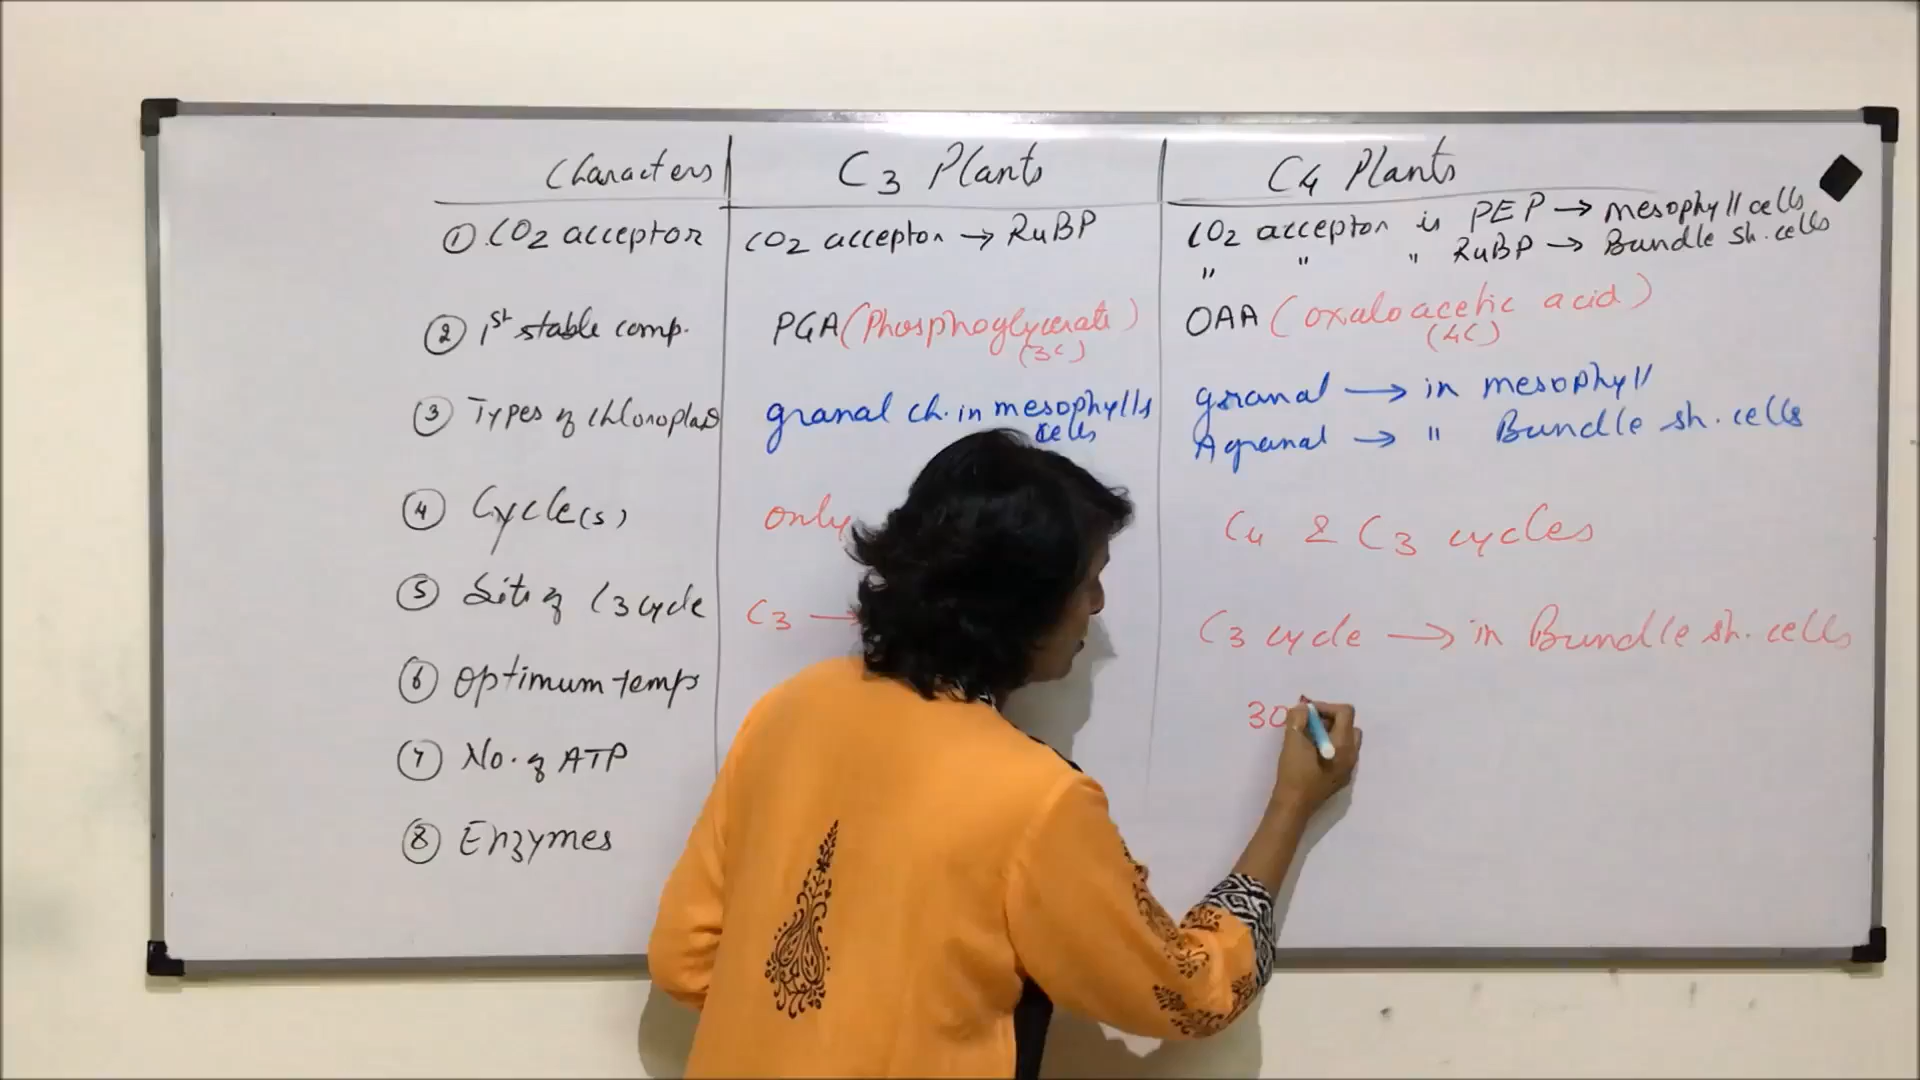 Characters C3 Plants C4 Plants
① CO2 acceptor CO2 acceptor → RuBP CO2 acceptor is PEP → mesophyll cells
" " " RuBP → Bundle sh. cells
② 1st stable comp. PGA (Phosphoglycerate) OAA (oxaloacetic acid)
(3C) (4C)
③ Types of chloroplast granal ch. in mesophylls granal → in mesophyll
cells Agranal → " Bundle sh. cells
④ Cycle(s) only C4 & C3 cycles
⑤ Site of C3 cycle C3 → C3 cycle → in Bundle sh. cells
⑥ Optimum temp 30
⑦ No. of ATP
⑧ Enzymes